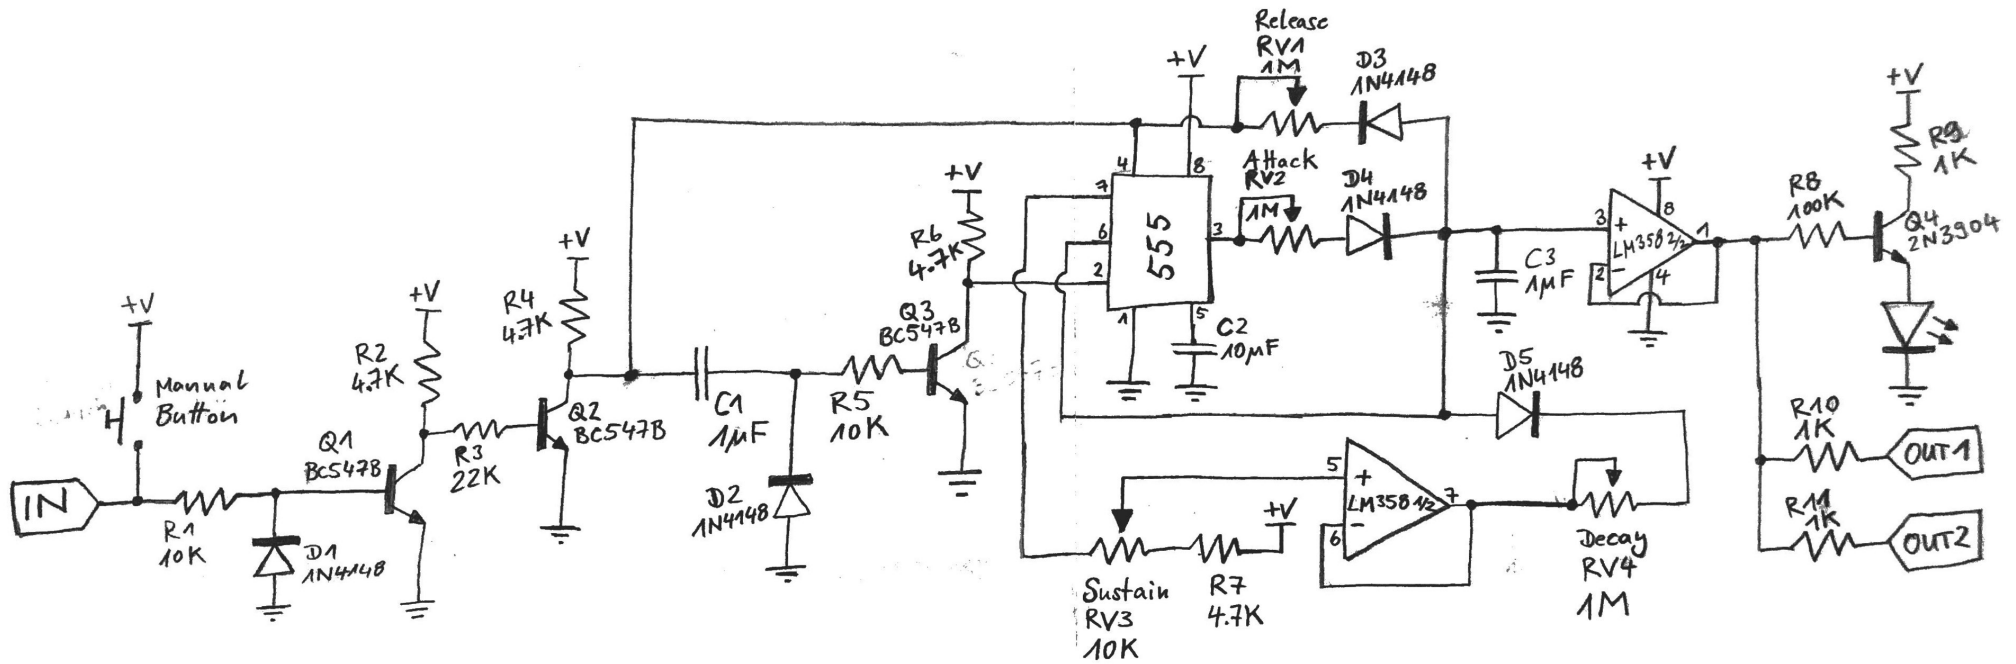 IN
+V
Manual
Button
R1
10K
D1
1N4148
Q1
BC547B
+V
R2
4.7K
R3
22K
+V
R4
4.7K
Q2
BC547B
C1
1µF
D2
1N4148
R5
10K
Q3
BC547B
+V
R6
4.7K
+V
555
4
8
7
6
2
3
1
5
C2
10µF
Release
RV1
1M
D3
1N4148
Attack
RV2
1M
D4
1N4148
C3
1µF
+V
3
+
8
LM358 2/2
1
2
-
4
D5
1N4148
5
+
LM358 1/2
7
6
-
Sustain
RV3
10K
R7
4.7K
+V
Decay
RV4
1M
R8
100K
+V
R9
1K
Q4
2N3904
R10
1K
OUT1
R11
1K
OUT2